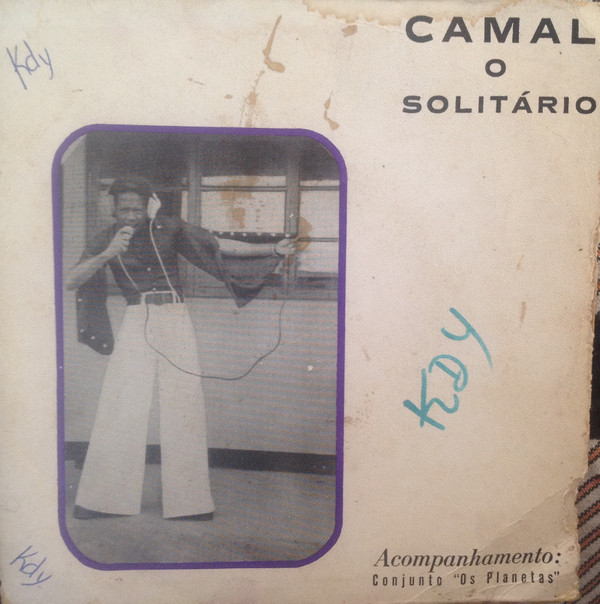 Kdy
CAMAL
O
SOLITÁRIO
KDY
Kdy
Acompanhamento:
Conjunto "Os Planetas"